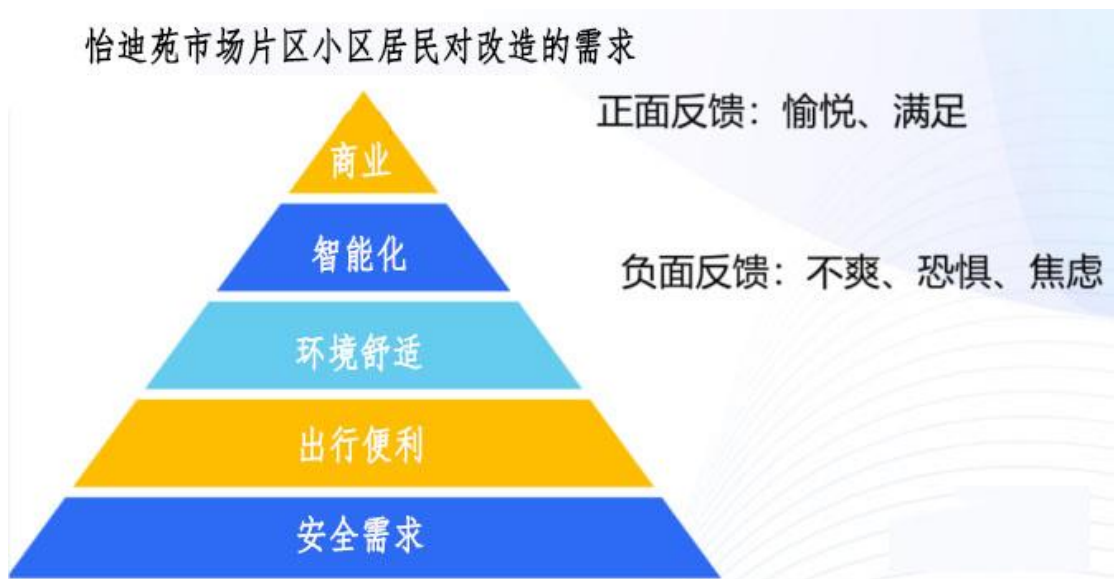 怡迪苑市场片区小区居民对改造的需求
正面反馈：愉悦、满足
商业
智能化
负面反馈：不爽、恐惧、焦虑
环境舒适
出行便利
安全需求